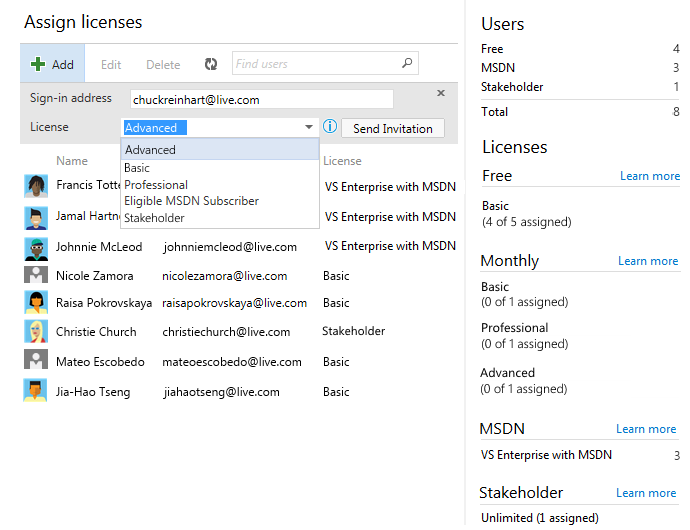 Assign licenses
Add Edit Delete Find users
Sign-in address chuckreinhart@live.com
License Advanced Send Invitation
Advanced
Basic
Professional
Eligible MSDN Subscriber
Stakeholder
Name License
Francis Totte VS Enterprise with MSDN
Jamal Hartn VS Enterprise with MSDN
Johnnie McLeod johnniemcleod@live.com VS Enterprise with MSDN
Nicole Zamora nicolezamora@live.com Basic
Raisa Pokrovskaya raisapokrovskaya@live.com Basic
Christie Church christiechurch@live.com Stakeholder
Mateo Escobedo mateoescobedo@live.com Basic
Jia-Hao Tseng jiahaotseng@live.com Basic
Users
Free 4
MSDN 3
Stakeholder 1
Total 8
Licenses
Free Learn more
Basic
(4 of 5 assigned)
Monthly Learn more
Basic
(0 of 1 assigned)
Professional
(0 of 1 assigned)
Advanced
(0 of 1 assigned)
MSDN Learn more
VS Enterprise with MSDN 3
Stakeholder Learn more
Unlimited (1 assigned)